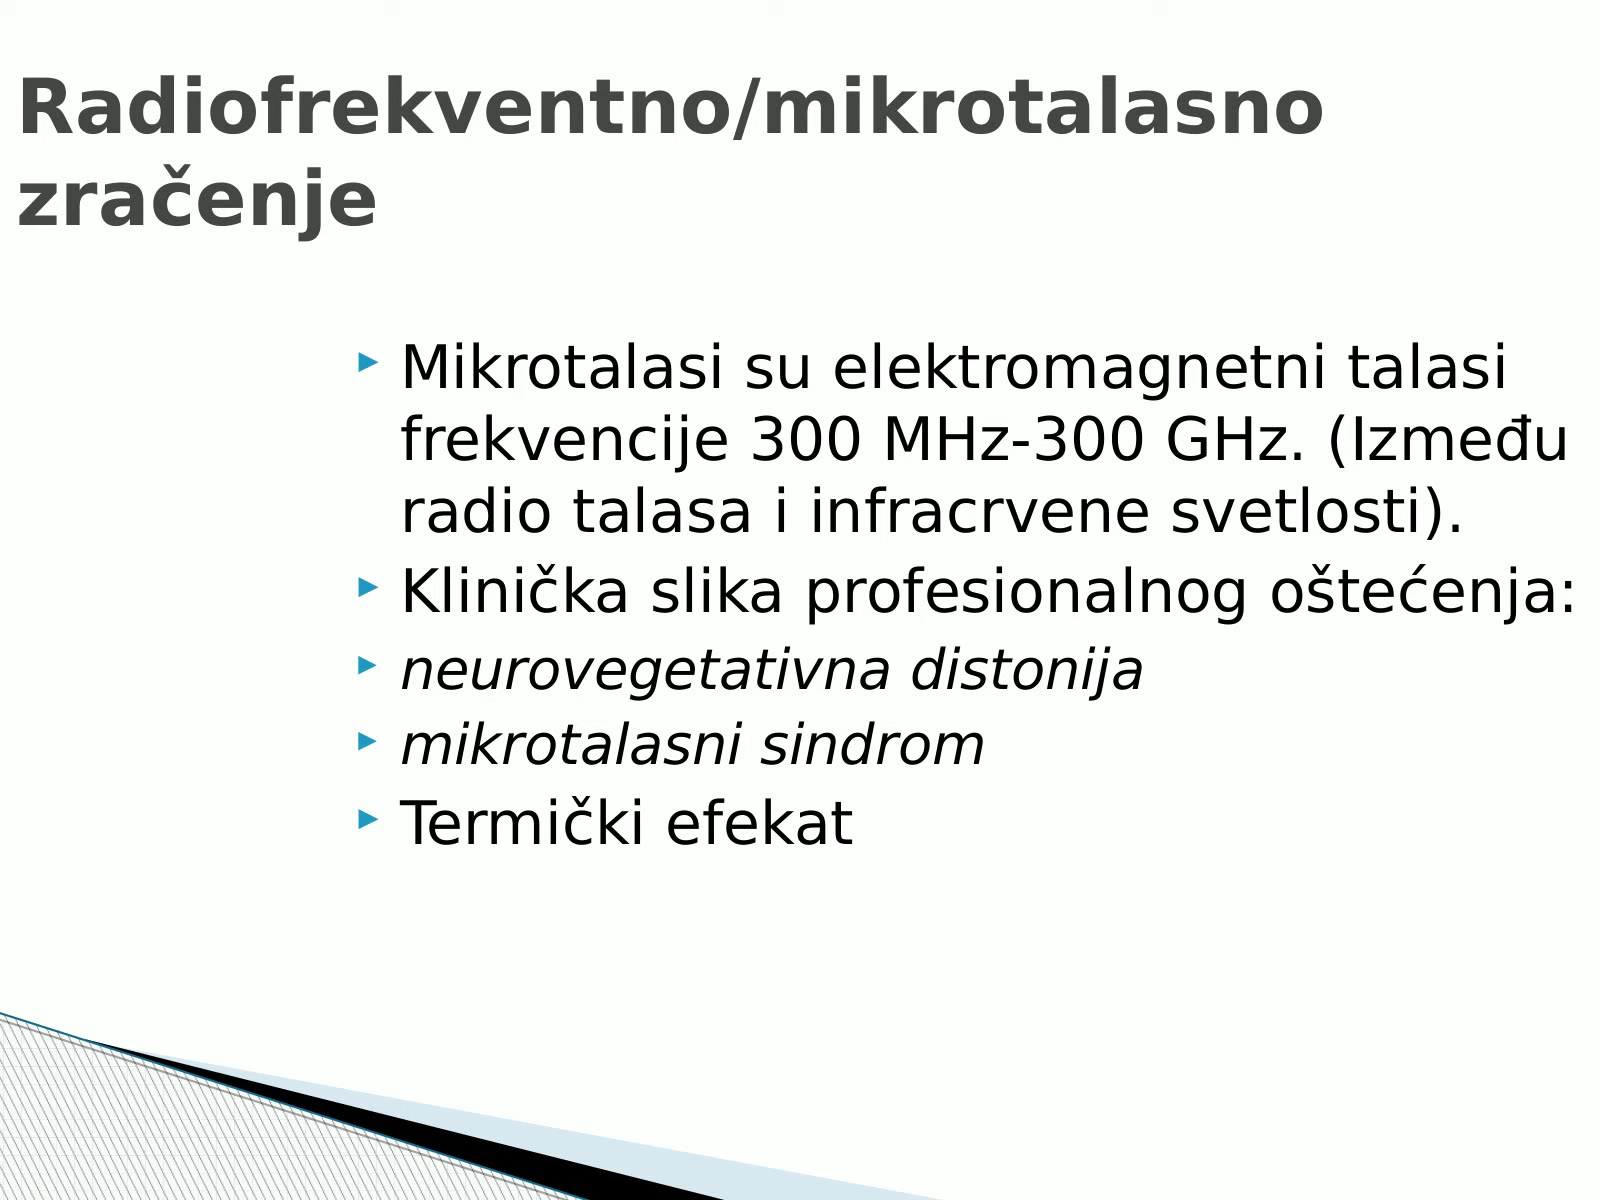 Radiofrekventno/mikrotalasno
zračenje
Mikrotalasi su elektromagnetni talasi
frekvencije 300 MHz-300 GHz. (Između
radio talasa i infracrvene svetlosti).
Klinička slika profesionalnog oštećenja:
neurovegetativna distonija
mikrotalasni sindrom
Termički efekat